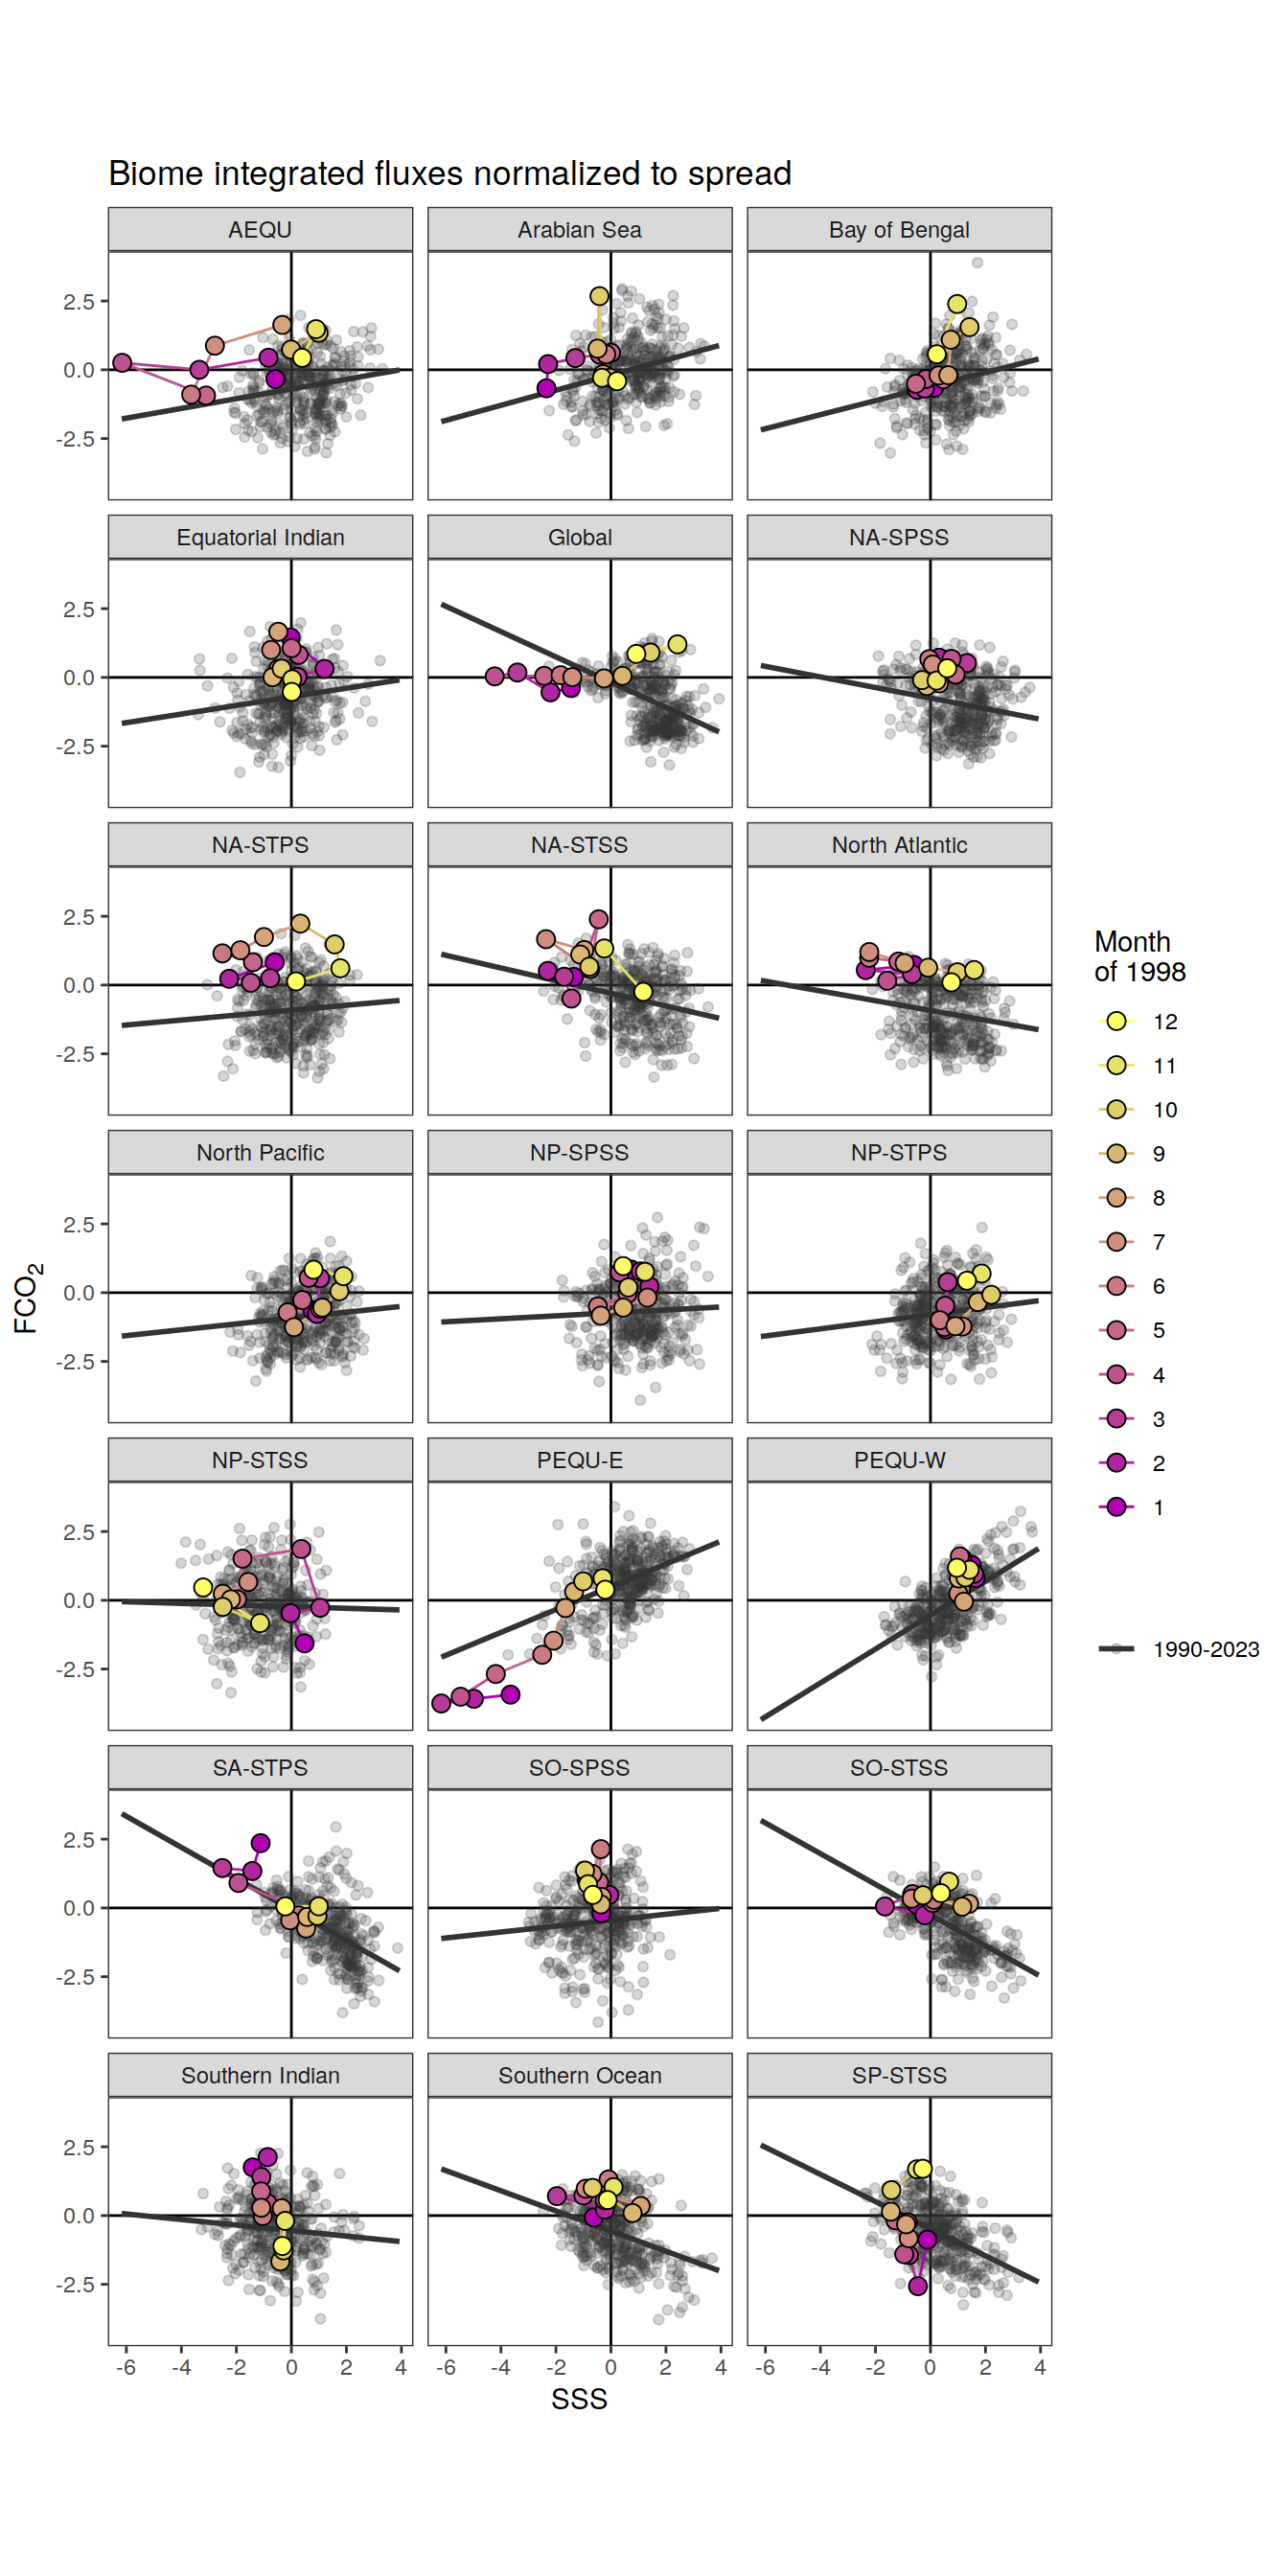 Biome integrated fluxes normalized to spread
AEQU
Arabian Sea
Bay of Bengal
2.5
0.0
-2.5
Equatorial Indian
Global
NA-SPSS
2.5
0.0
-2.5
NA-STPS
NA-STSS
North Atlantic
2.5
0.0
-2.5
North Pacific
NP-SPSS
NP-STPS
2.5
0.0
-2.5
NP-STSS
PEQU-E
PEQU-W
2.5
0.0
-2.5
SA-STPS
SO-SPSS
SO-STSS
2.5
0.0
-2.5
Southern Indian
Southern Ocean
SP-STSS
2.5
0.0
-2.5
-6 -4 -2 0 2 4
-6 -4 -2 0 2 4
-6 -4 -2 0 2 4
SSS
FCO₂
Month
of 1998
12
11
10
9
8
7
6
5
4
3
2
1
1990-2023